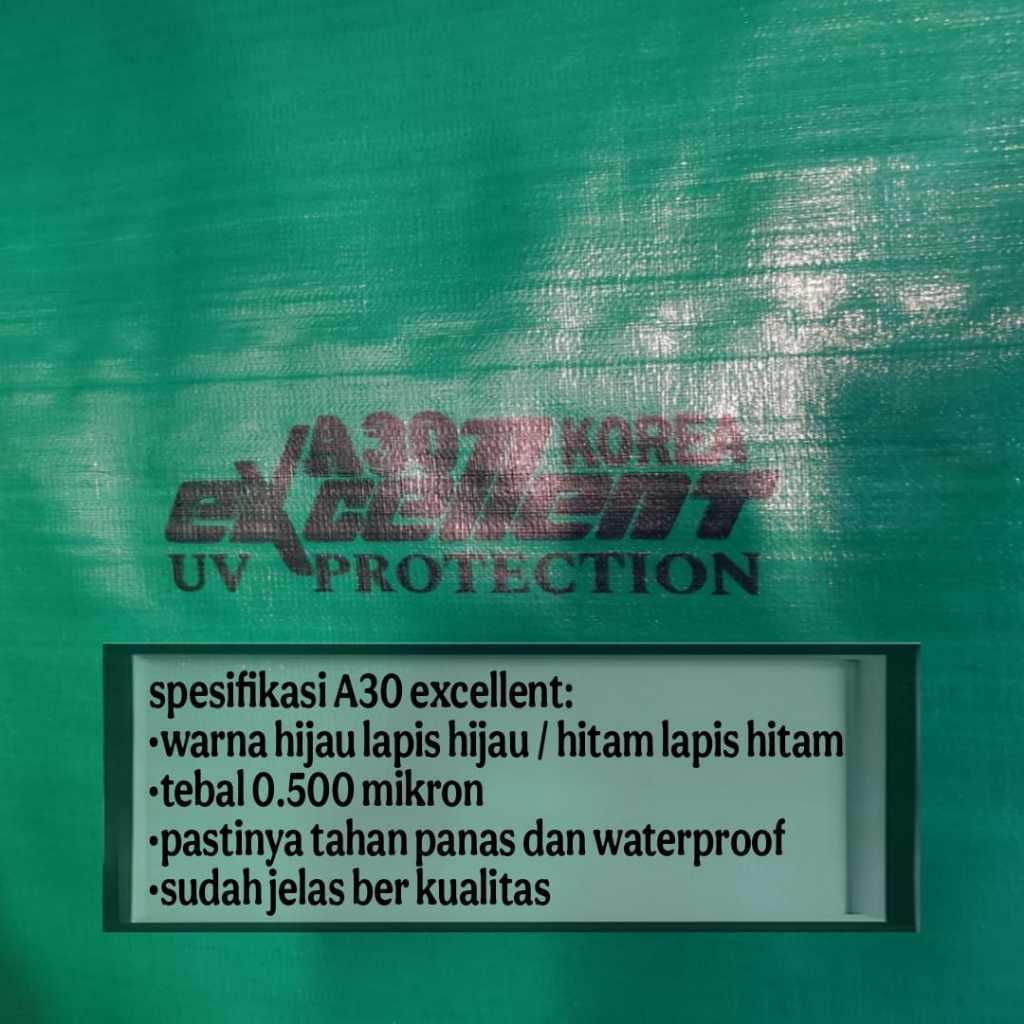 A30 KOREA
excellent
UV PROTECTION
spesifikasi A30 excellent:
•warna hijau lapis hijau / hitam lapis hitam
•tebal 0.500 mikron
•pastinya tahan panas dan waterproof
•sudah jelas ber kualitas